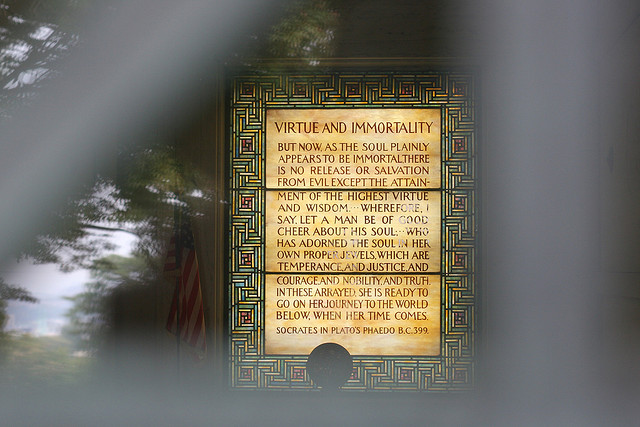 VIRTUE AND IMMORTALITY
BUT NOW, AS THE SOUL PLAINLY
APPEARS TO BE IMMORTAL THERE
IS NO RELEASE OR SALVATION
FROM EVIL EXCEPT THE ATTAIN-
MENT OF THE HIGHEST VIRTUE
AND WISDOM··· WHEREFORE, I
SAY, LET A MAN BE OF GOOD
CHEER ABOUT HIS SOUL;·· WHO
HAS ADORNED THE SOUL IN HER
OWN PROPER JEWELS, WHICH ARE
TEMPERANCE, AND JUSTICE, AND
COURAGE, AND NOBILITY, AND TRUTH,
IN THESE ARRAYED, SHE IS READY TO
GO ON HER JOURNEY TO THE WORLD
BELOW, WHEN HER TIME COMES.
SOCRATES IN PLATO'S PHAEDO B.C. 399.